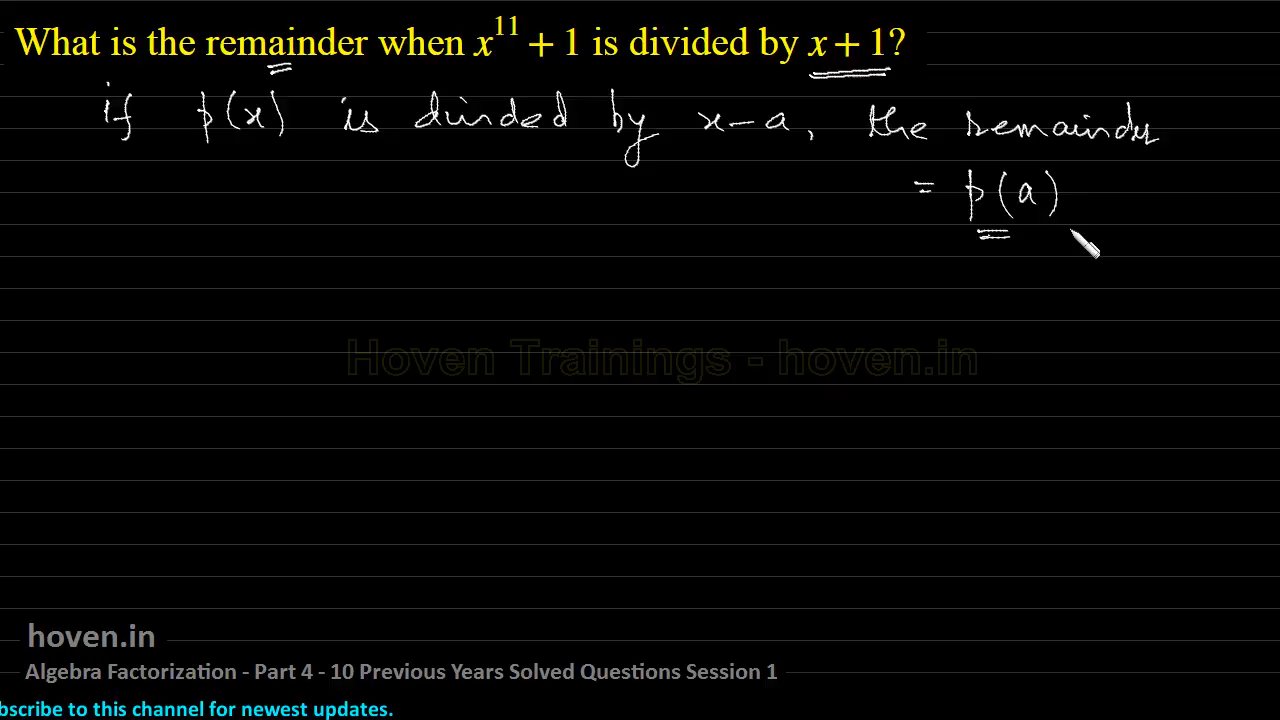 What is the remainder when x¹¹ + 1 is divided by x + 1?
if p(x) is divided by x – a, the remainder
= p(a)
Hoven Trainings - hoven.in
hoven.in
Algebra Factorization - Part 4 - 10 Previous Years Solved Questions Session 1
bscribe to this channel for newest updates.